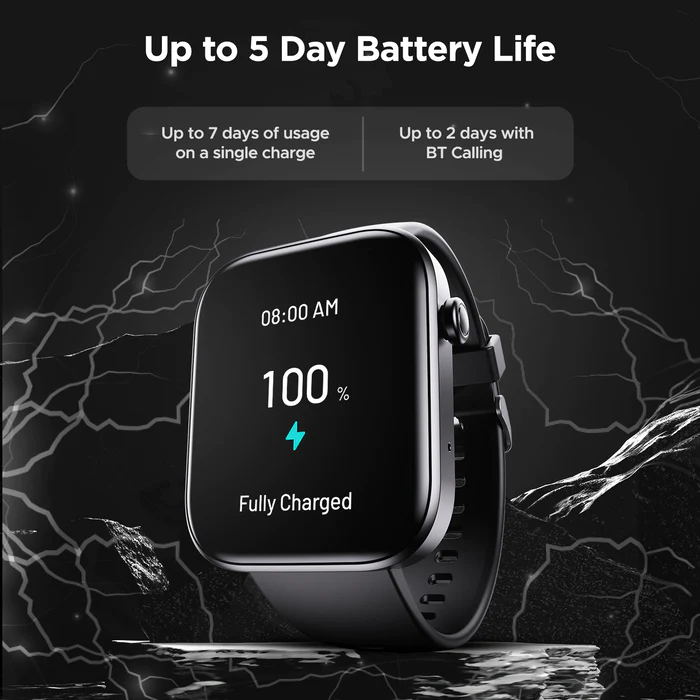 Up to 5 Day Battery Life
Up to 7 days of usage
on a single charge
Up to 2 days with
BT Calling
08:00 AM
100 %
Fully Charged